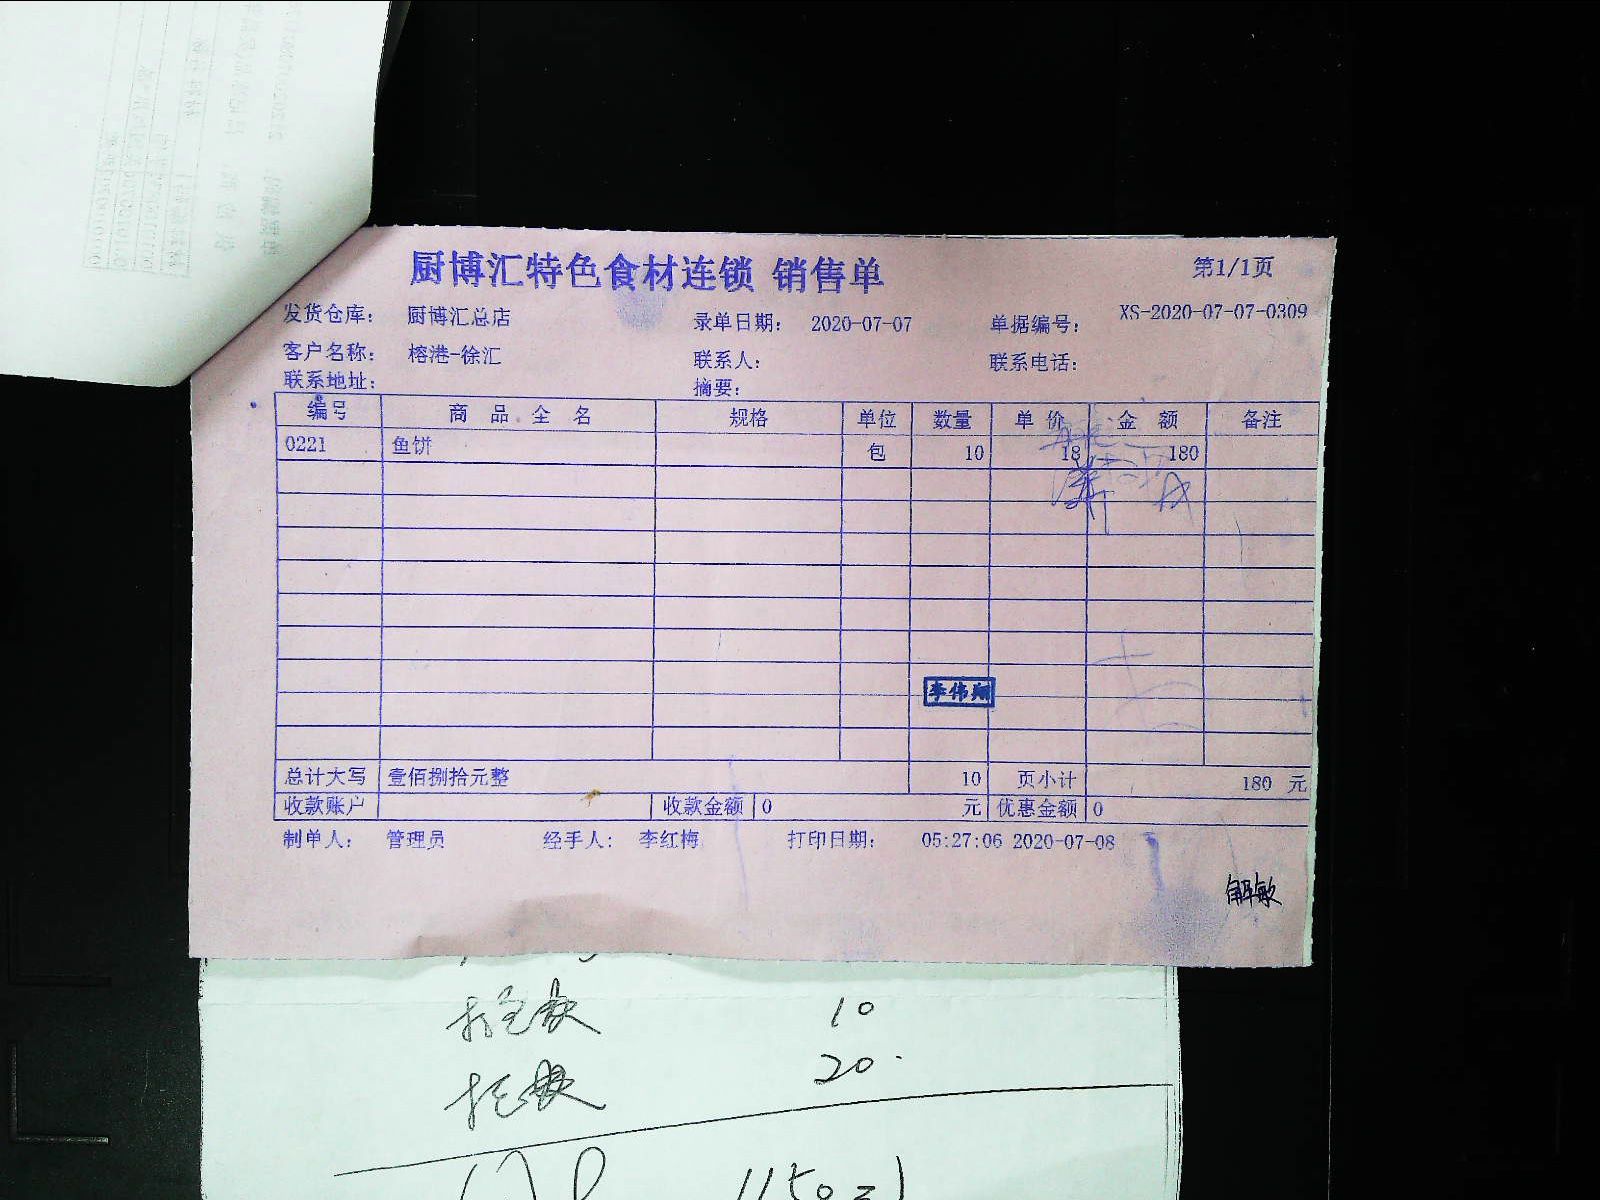 厨博汇特色食材连锁 销售单
第1/1页
发货仓库: 厨博汇总店 录单日期: 2020-07-07 单据编号: XS-2020-07-07-0309
客户名称: 榕港-徐汇 联系人: 联系电话:
联系地址: 摘要:
编号 商品全名 规格 单位 数量 单价 金额 备注
0221 鱼饼 包 10 18 180
李伟翔
总计大写 壹佰捌拾元整 10 页小计 180 元
收款账户 收款金额 0 元 优惠金额 0
制单人: 管理员 经手人: 李红梅 打印日期: 05:27:06 2020-07-08
解敏
10
20.